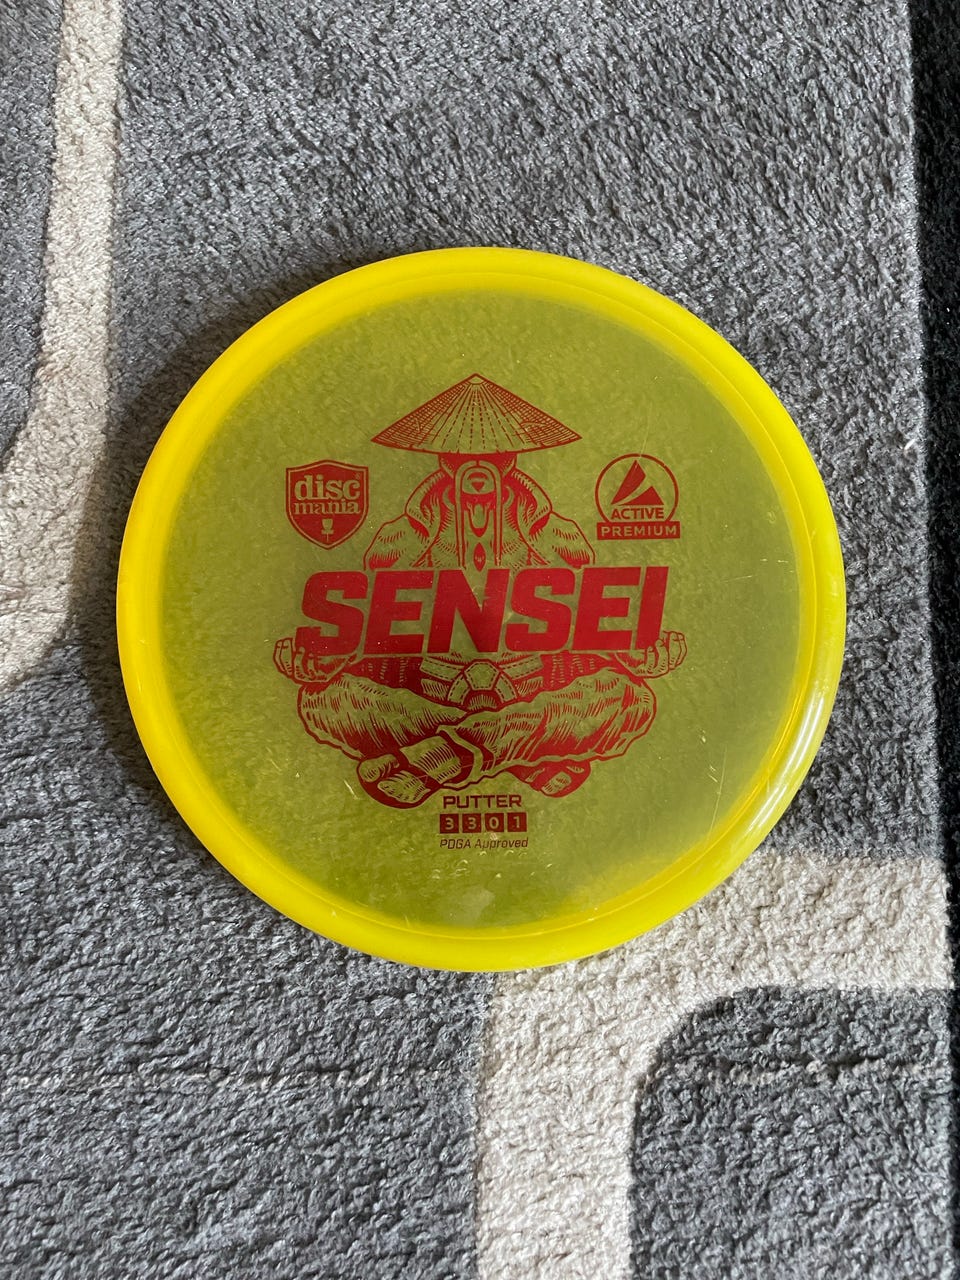 disc
mania
ACTIVE
PREMIUM
SENSEI
PUTTER
3 3 0 1
PDGA Approved